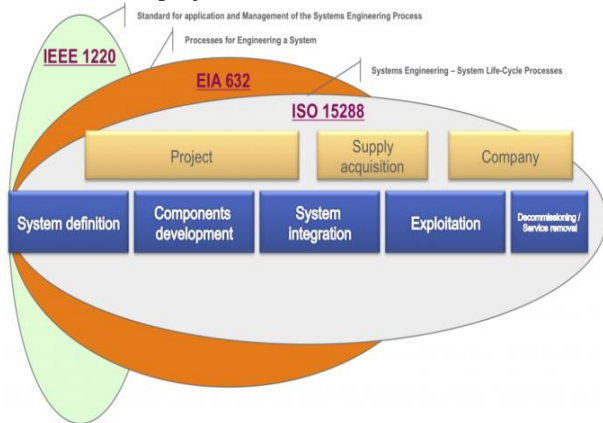 Standard for application and Management of the Systems Engineering Process
IEEE 1220
Processes for Engineering a System
EIA 632
Systems Engineering – System Life-Cycle Processes
ISO 15288
Project
Supply
acquisition
Company
System definition
Components
development
System
integration
Exploitation
Decommissioning /
Service removal